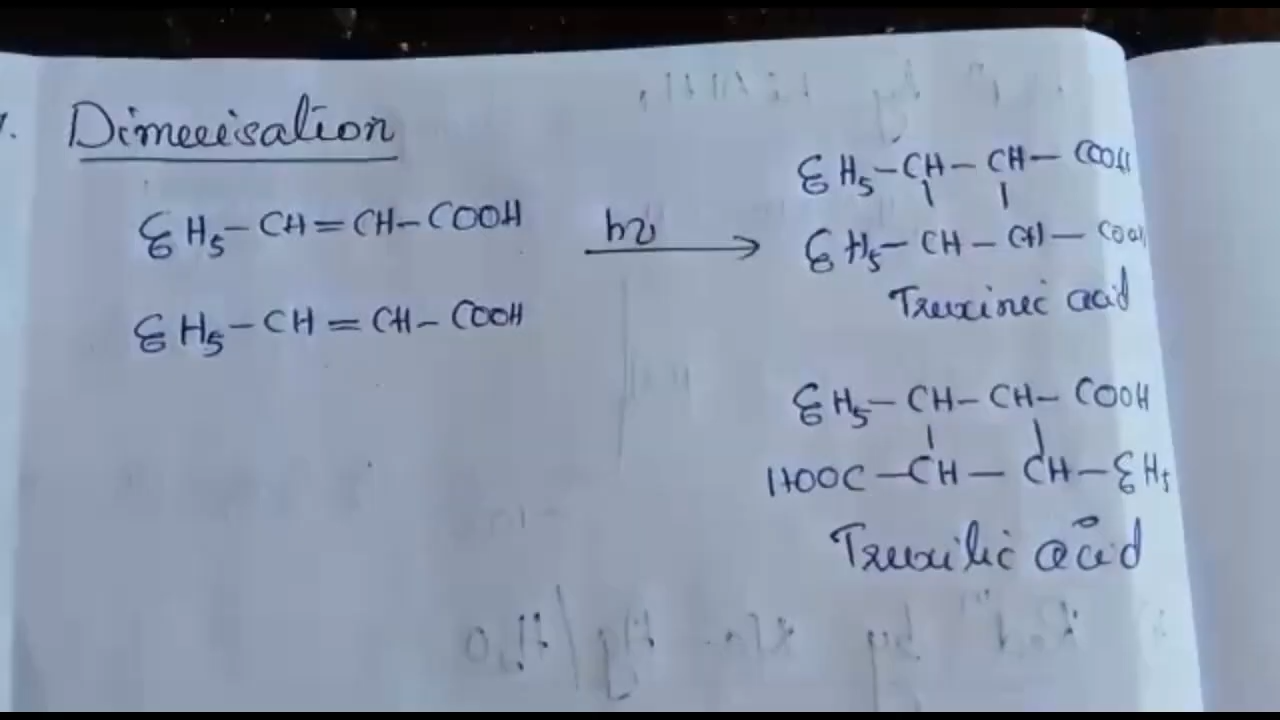 Dimerisation
C6H5-CH=CH-COOH
C6H5-CH=CH-COOH
hν
C6H5-CH-CH-COOH
C6H5-CH-CH-COOH
Truxinic acid
C6H5-CH-CH-COOH
HOOC-CH-CH-C6H5
Truxilic acid